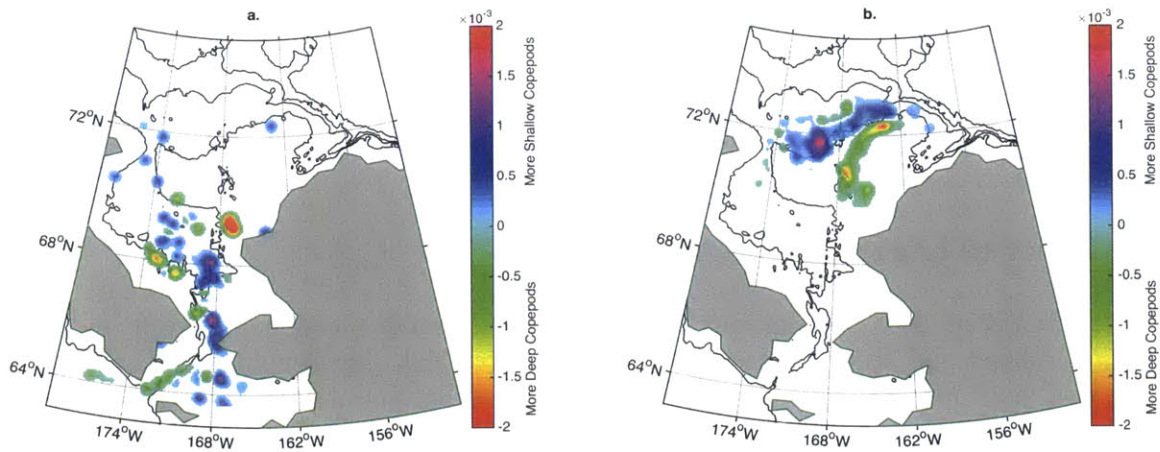 a.
×10⁻³
2
1.5
1
0.5
0
-0.5
-1
-1.5
-2
More Shallow Copepods
More Deep Copepods
72°N
68°N
64°N
174°W
168°W
162°W
156°W
b.
×10⁻³
2
1.5
1
0.5
0
-0.5
-1
-1.5
-2
More Shallow Copepods
More Deep Copepods
72°N
68°N
64°N
174°W
168°W
162°W
156°W